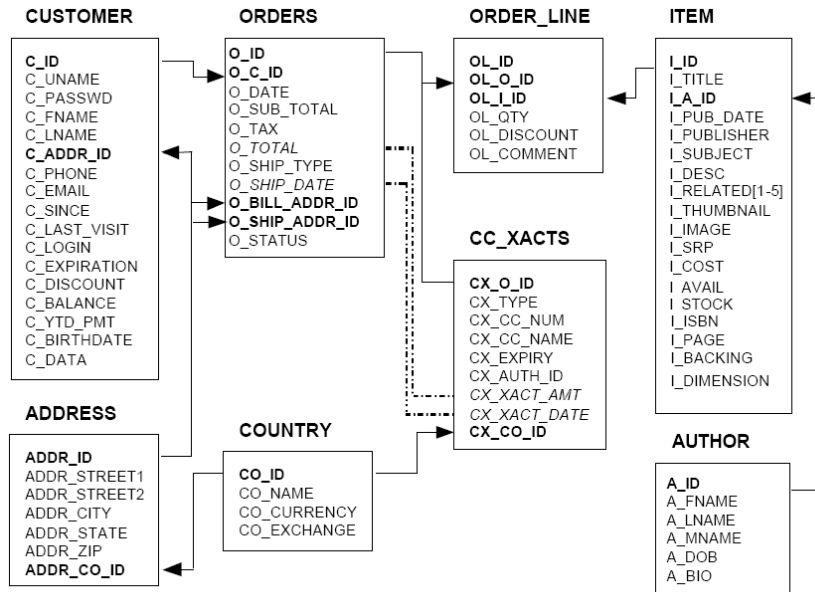 CUSTOMER
C_ID
C_UNAME
C_PASSWD
C_FNAME
C_LNAME
C_ADDR_ID
C_PHONE
C_EMAIL
C_SINCE
C_LAST_VISIT
C_LOGIN
C_EXPIRATION
C_DISCOUNT
C_BALANCE
C_YTD_PMT
C_BIRTHDATE
C_DATA
ORDERS
O_ID
O_C_ID
O_DATE
O_SUB_TOTAL
O_TAX
O_TOTAL
O_SHIP_TYPE
O_SHIP_DATE
O_BILL_ADDR_ID
O_SHIP_ADDR_ID
O_STATUS
ORDER_LINE
OL_ID
OL_O_ID
OL_I_ID
OL_QTY
OL_DISCOUNT
OL_COMMENT
ITEM
I_ID
I_TITLE
I_A_ID
I_PUB_DATE
I_PUBLISHER
I_SUBJECT
I_DESC
I_RELATED[1-5]
I_THUMBNAIL
I_IMAGE
I_SRP
I_COST
I_AVAIL
I_STOCK
I_ISBN
I_PAGE
I_BACKING
I_DIMENSION
CC_XACTS
CX_O_ID
CX_TYPE
CX_CC_NUM
CX_CC_NAME
CX_EXPIRY
CX_AUTH_ID
CX_XACT_AMT
CX_XACT_DATE
CX_CO_ID
ADDRESS
ADDR_ID
ADDR_STREET1
ADDR_STREET2
ADDR_CITY
ADDR_STATE
ADDR_ZIP
ADDR_CO_ID
COUNTRY
CO_ID
CO_NAME
CO_CURRENCY
CO_EXCHANGE
AUTHOR
A_ID
A_FNAME
A_LNAME
A_MNAME
A_DOB
A_BIO